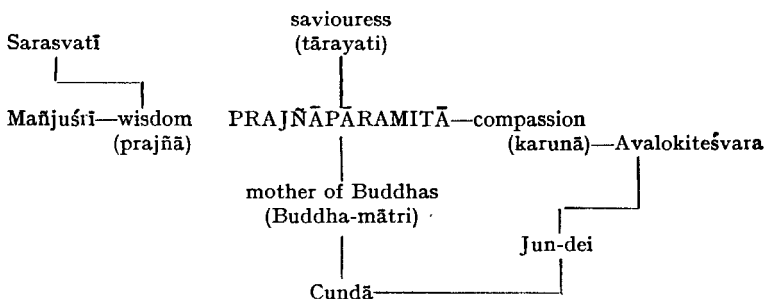 saviouress
(tārayati)
Sarasvatī
Mañjuśrī—wisdom
(prajñā)
PRAJÑĀPĀRAMITĀ—compassion
(karunā)—Avalokiteśvara
mother of Buddhas
(Buddha-mātri)
Jun-dei
Cundā